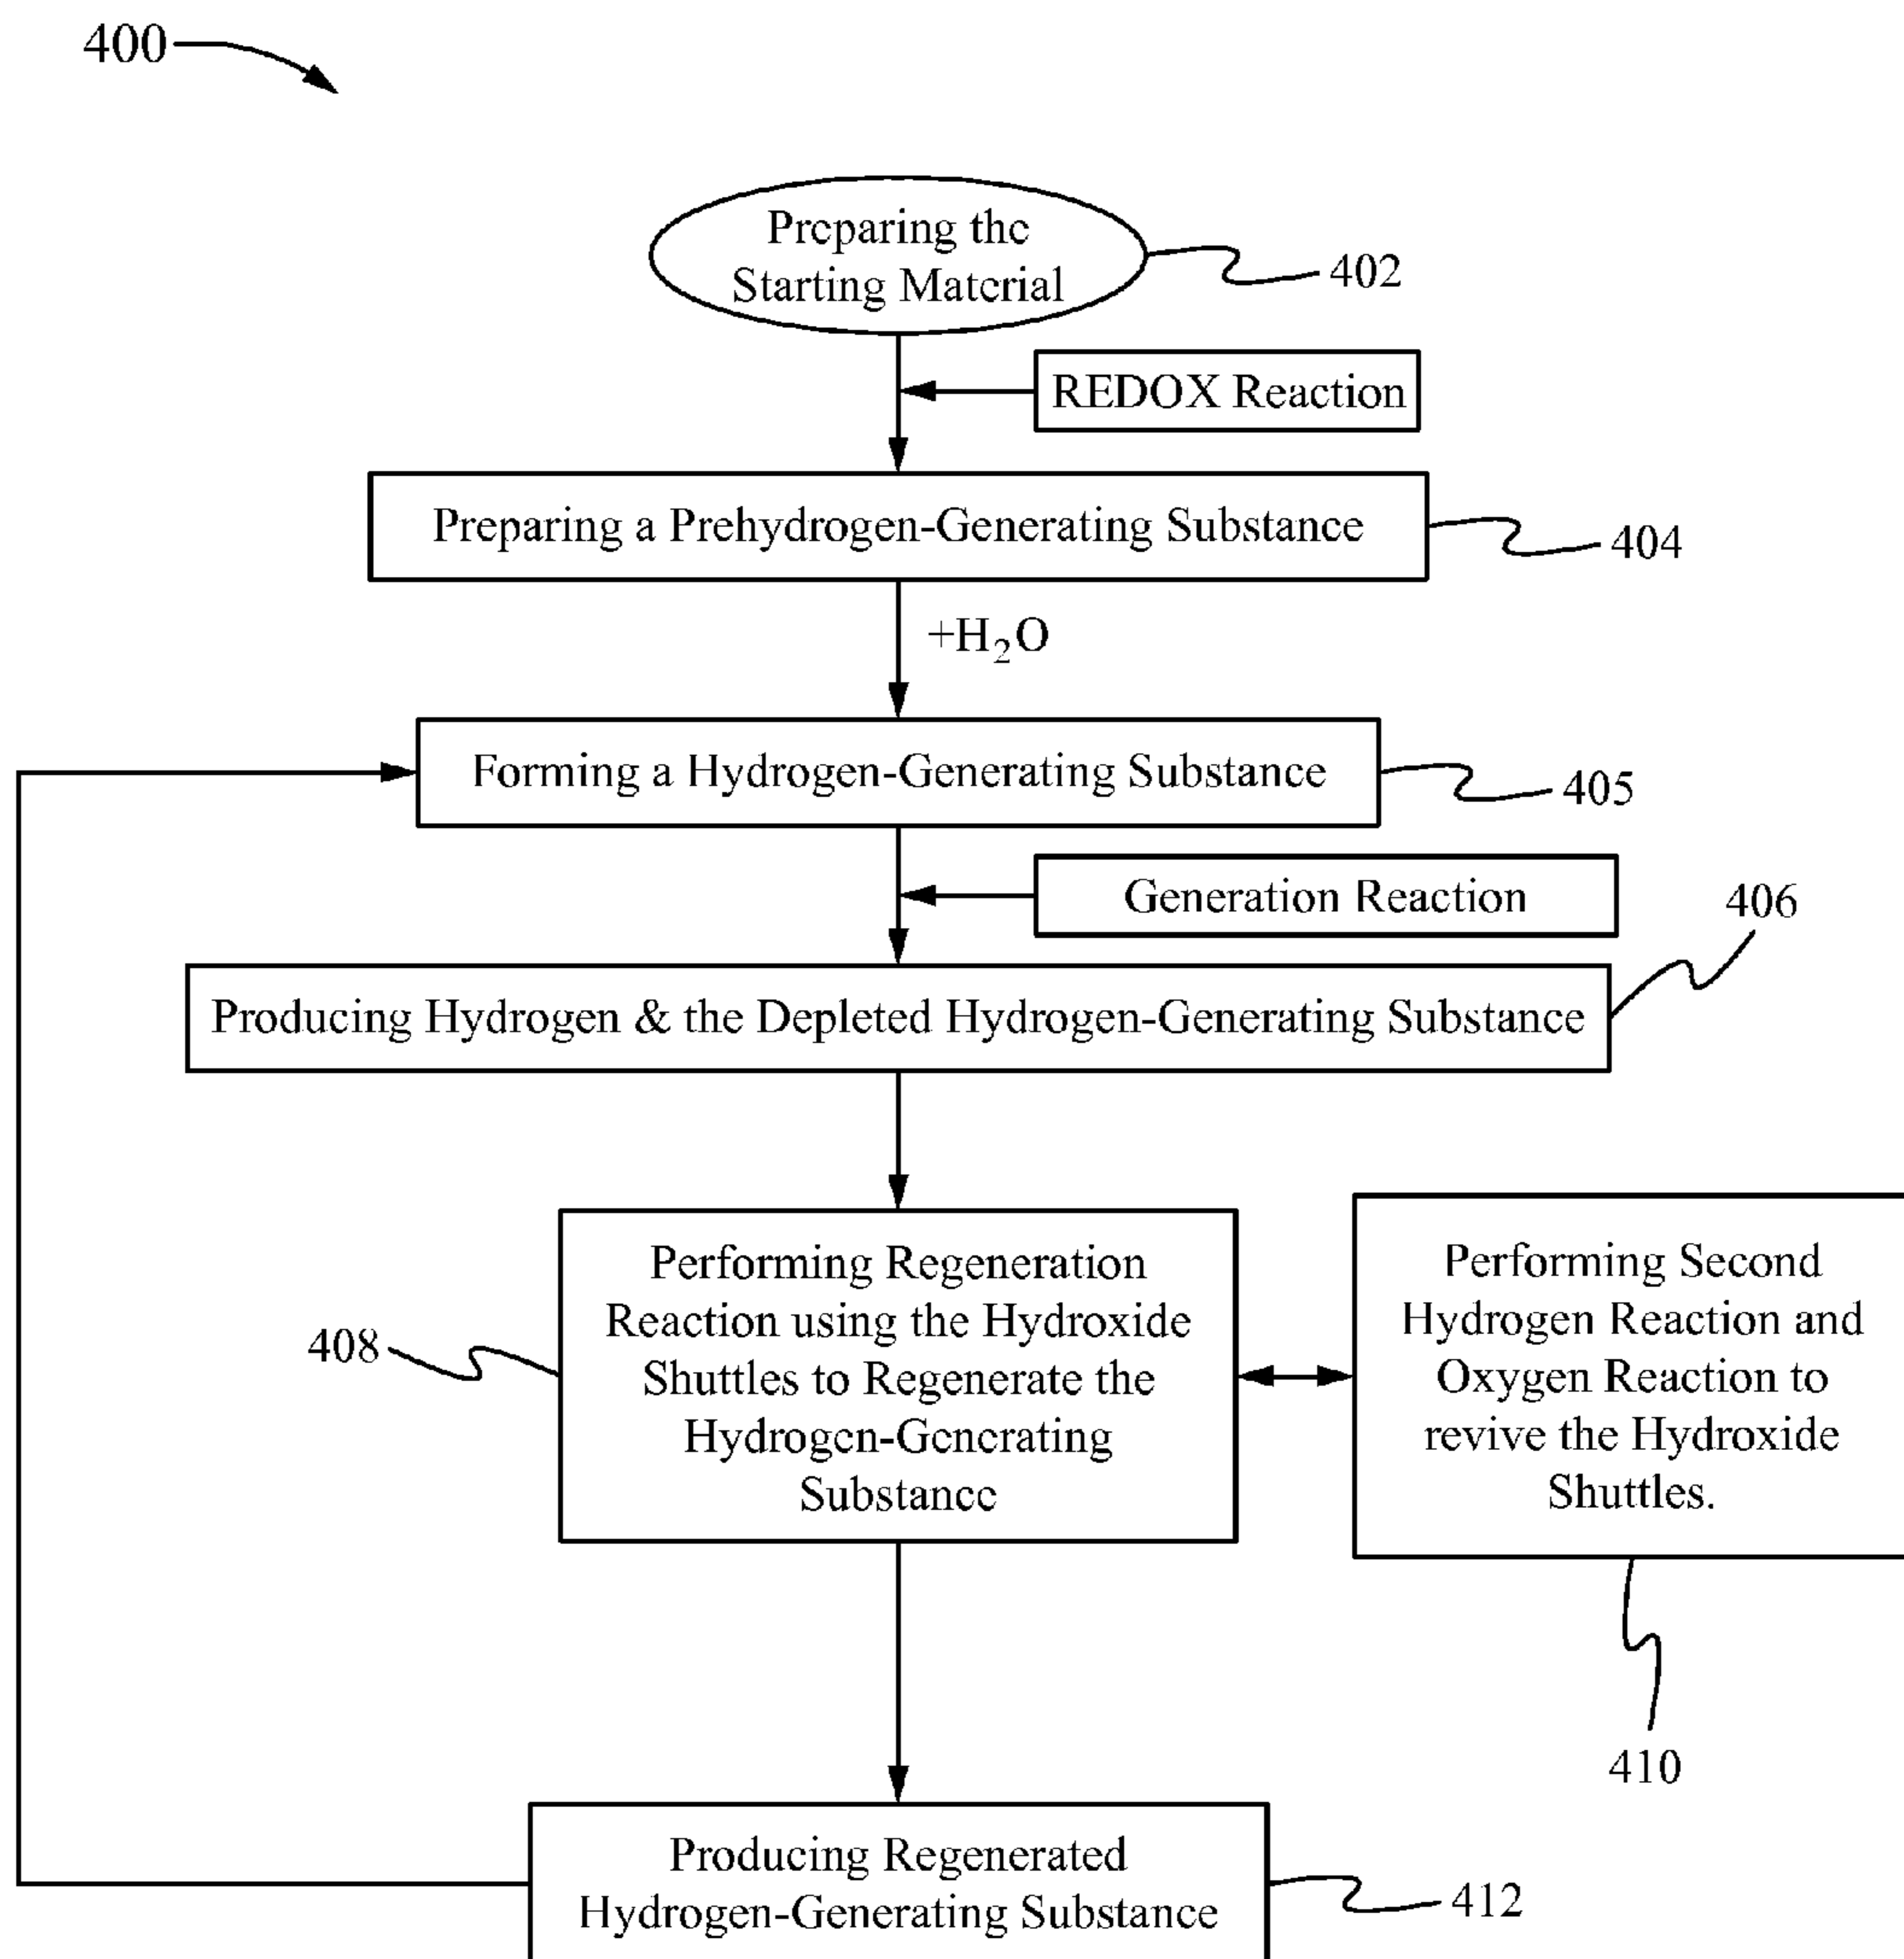 400
Preparing the
Starting Material
402
REDOX Reaction
Preparing a Prehydrogen-Generating Substance
404
+H₂O
Forming a Hydrogen-Generating Substance
405
Generation Reaction
406
Producing Hydrogen & the Depleted Hydrogen-Generating Substance
Performing Regeneration
Reaction using the Hydroxide
Shuttles to Regenerate the
Hydrogen-Generating
Substance
408
Performing Second
Hydrogen Reaction and
Oxygen Reaction to
revive the Hydroxide
Shuttles.
410
Producing Regenerated
Hydrogen-Generating Substance
412